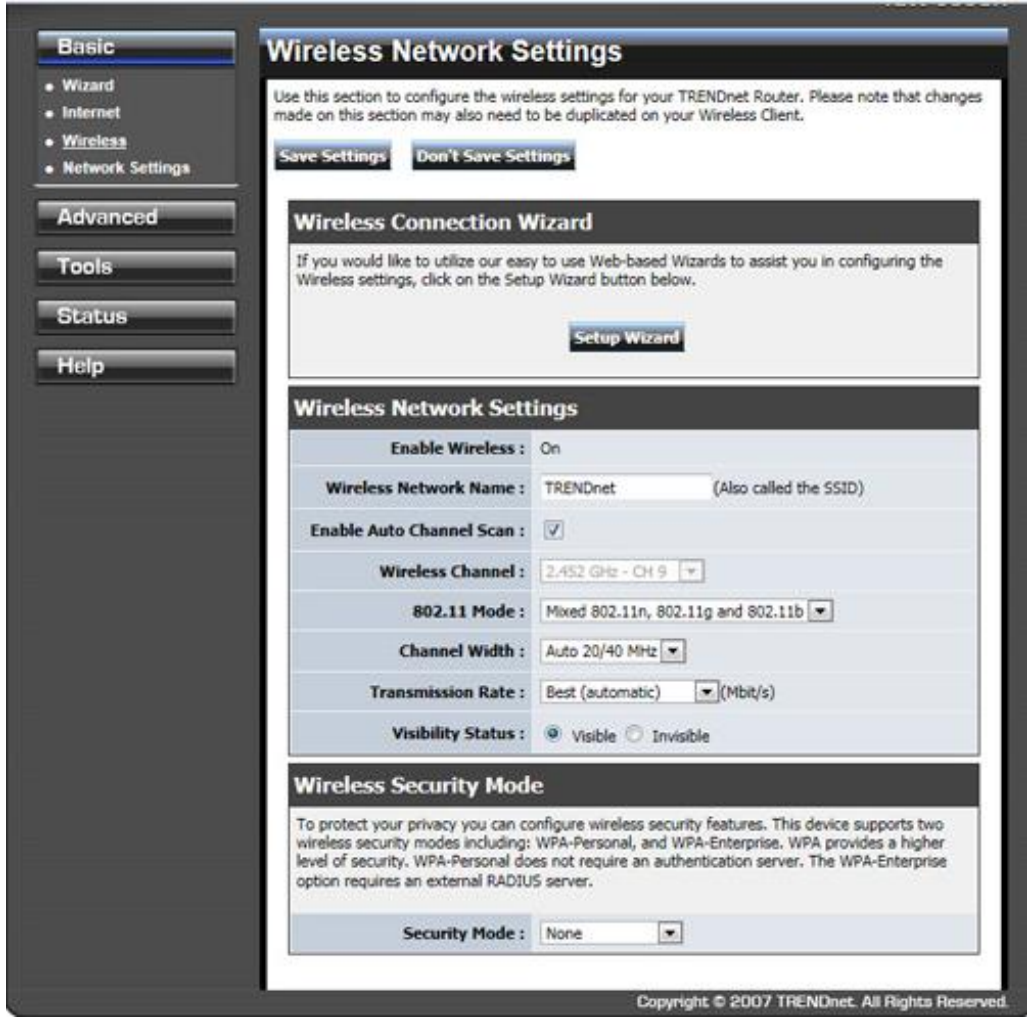 Basic
Wizard
Internet
Wireless
Network Settings
Advanced
Tools
Status
Help
Wireless Network Settings
Use this section to configure the wireless settings for your TRENDnet Router. Please note that changes
made on this section may also need to be duplicated on your Wireless Client.
Save Settings Don't Save Settings
Wireless Connection Wizard
If you would like to utilize our easy to use Web-based Wizards to assist you in configuring the
Wireless settings, click on the Setup Wizard button below.
Setup Wizard
Wireless Network Settings
Enable Wireless : On
Wireless Network Name : TRENDnet (Also called the SSID)
Enable Auto Channel Scan :
Wireless Channel : 2.452 GHz - CH 9
802.11 Mode : Mixed 802.11n, 802.11g and 802.11b
Channel Width : Auto 20/40 MHz
Transmission Rate : Best (automatic) (Mbit/s)
Visibility Status : Visible Invisible
Wireless Security Mode
To protect your privacy you can configure wireless security features. This device supports two
wireless security modes including: WPA-Personal, and WPA-Enterprise. WPA provides a higher
level of security. WPA-Personal does not require an authentication server. The WPA-Enterprise
option requires an external RADIUS server.
Security Mode : None
Copyright © 2007 TRENDnet. All Rights Reserved.